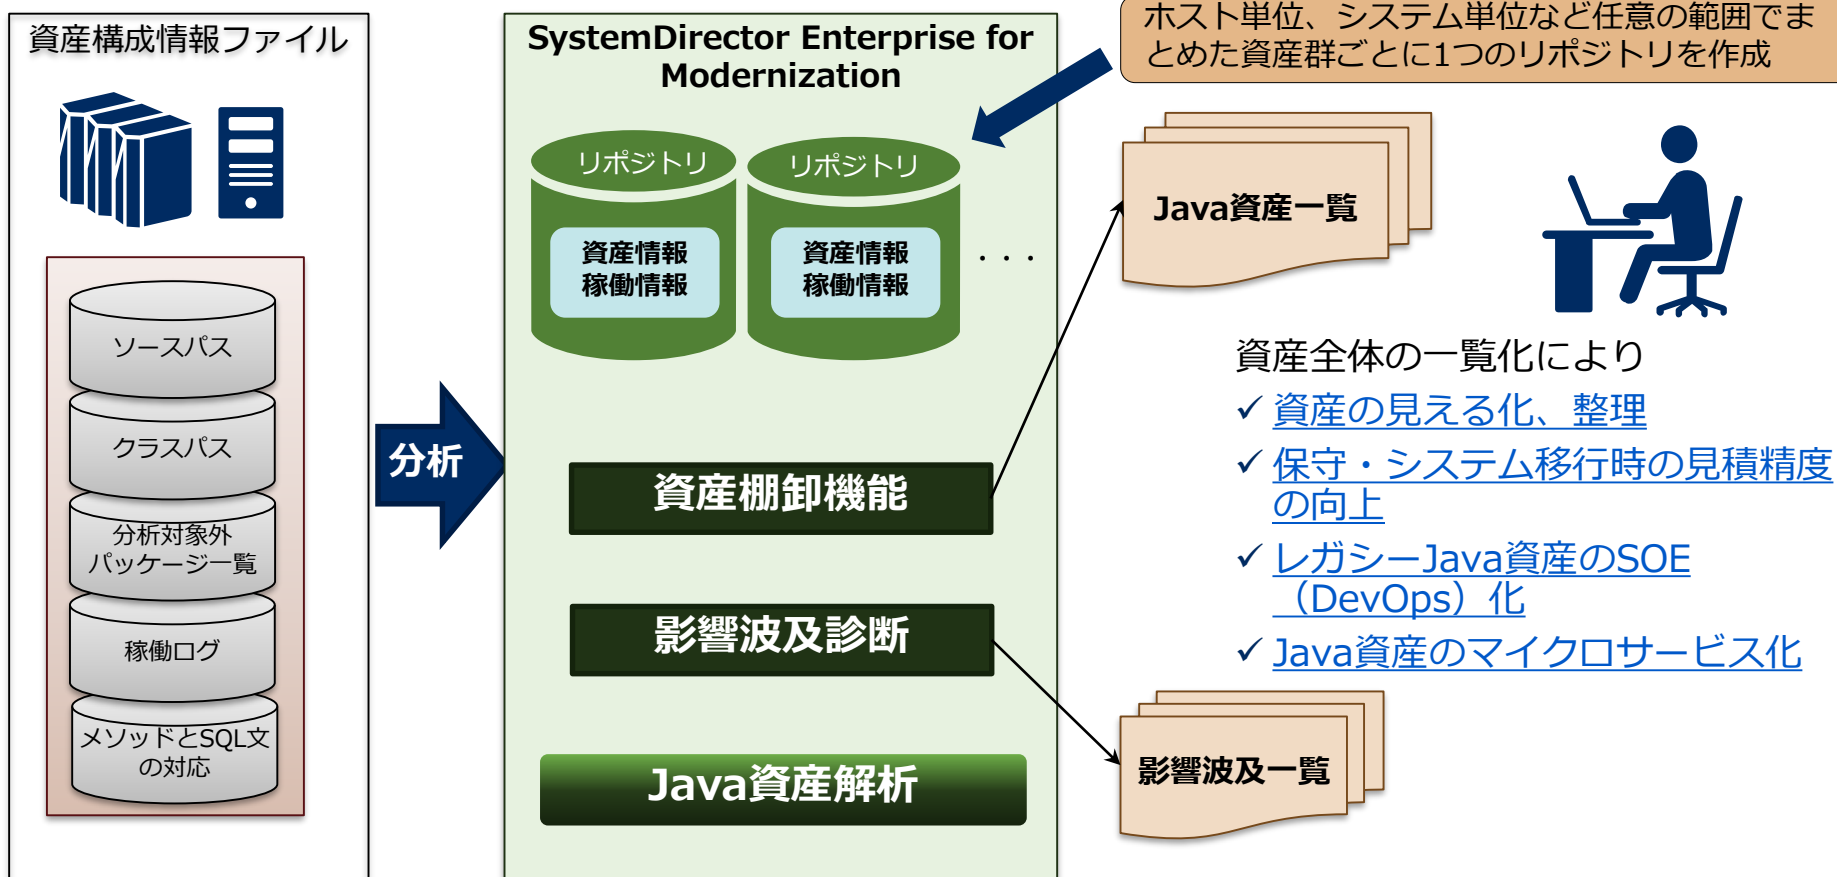 資産構成情報ファイル
ソースパス
クラスパス
分析対象外
パッケージ一覧
稼働ログ
メソッドとSQL文
の対応
分析
SystemDirector Enterprise for
Modernization
リポジトリ
資産情報
稼働情報
リポジトリ
資産情報
稼働情報
・・・
資産棚卸機能
影響波及診断
Java資産解析
ホスト単位、システム単位など任意の範囲でま
とめた資産群ごとに1つのリポジトリを作成
Java資産一覧
資産全体の一覧化により
✓ 資産の見える化、整理
✓ 保守・システム移行時の見積精度
の向上
✓ レガシーJava資産のSOE
（DevOps）化
✓ Java資産のマイクロサービス化
影響波及一覧